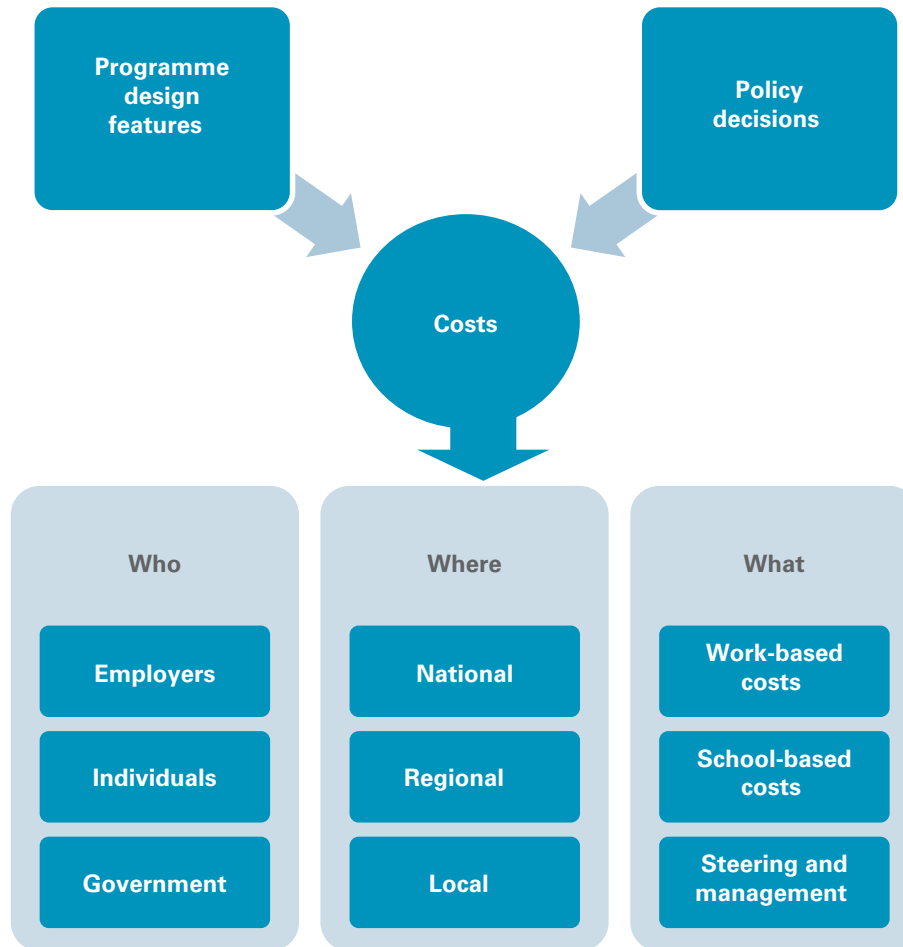 Programme
design
features
Policy
decisions
Costs
Who
Employers
Individuals
Government
Where
National
Regional
Local
What
Work-based
costs
School-based
costs
Steering and
management